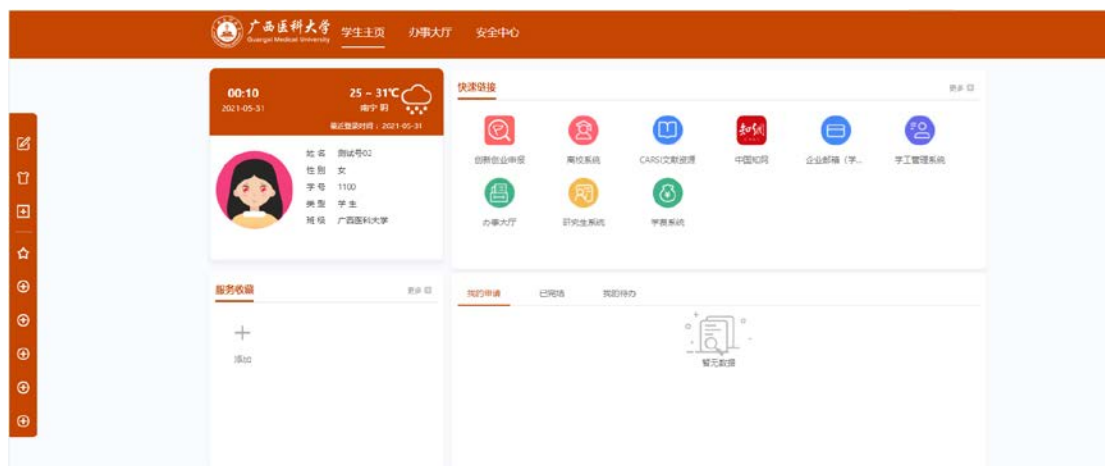 广西医科大学
Guangxi Medical University
学生主页 办事大厅 安全中心
00:10
2021-05-31
25 ~ 31℃
南宁 阴
最近登录时间：2021-05-31
姓 名 测试号02
性 别 女
学 号 1100
类 型 学 生
班 级 广西医科大学
快速链接
更多
创新创业申报 离校系统 CARSI文献资源 中国知网 企业邮箱（学... 学工管理系统
办事大厅 研究生系统 学费系统
服务收藏
更多
添加
我的申请 已完结 我的待办
暂无数据